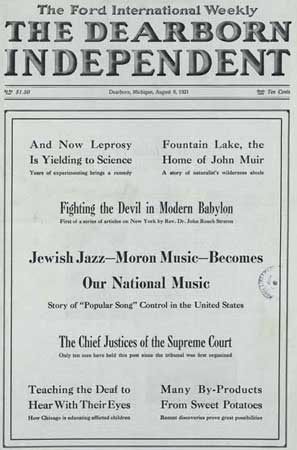 The Ford International Weekly
THE DEARBORN
INDEPENDENT
$1.50
Dearborn, Michigan, August 6, 1921
Ten Cents
And Now Leprosy
Is Yielding to Science
Years of experimenting brings a remedy
Fountain Lake, the
Home of John Muir
A story of naturalist's wilderness abode
Fighting the Devil in Modern Babylon
First of a series of articles on New York by Rev. Dr. John Roach Straton
Jewish Jazz—Moron Music—Becomes
Our National Music
Story of "Popular Song" Control in the United States
The Chief Justices of the Supreme Court
Only ten men have held this post since the tribunal was first organized
Teaching the Deaf to
Hear With Their Eyes
How Chicago is educating afflicted children
Many By-Products
From Sweet Potatoes
Recent discoveries prove great possibilities